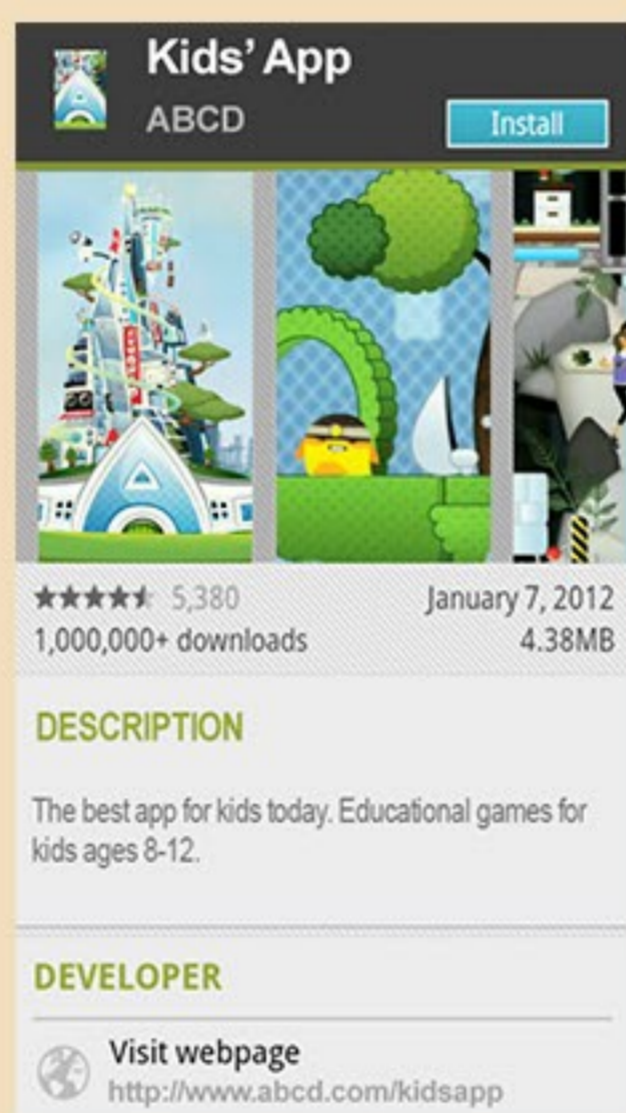 Kids' App
ABCD
Install
5,380
January 7, 2012
1,000,000+ downloads
4.38MB
DESCRIPTION
The best app for kids today. Educational games for
kids ages 8-12.
DEVELOPER
Visit webpage
http://www.abcd.com/kidsapp